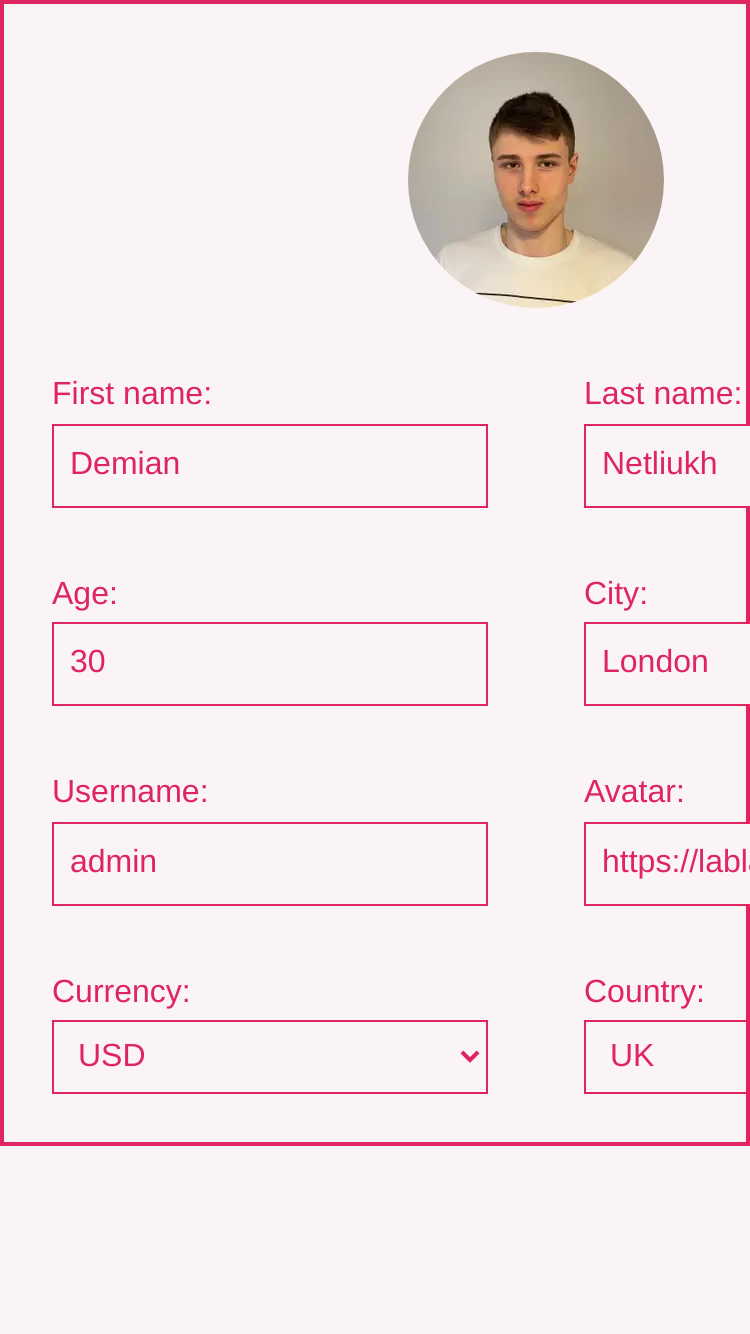 First name:
Last name:
Demian
Netliukh
Age:
City:
30
London
Username:
Avatar:
admin
https://labl
Currency:
Country:
USD
UK